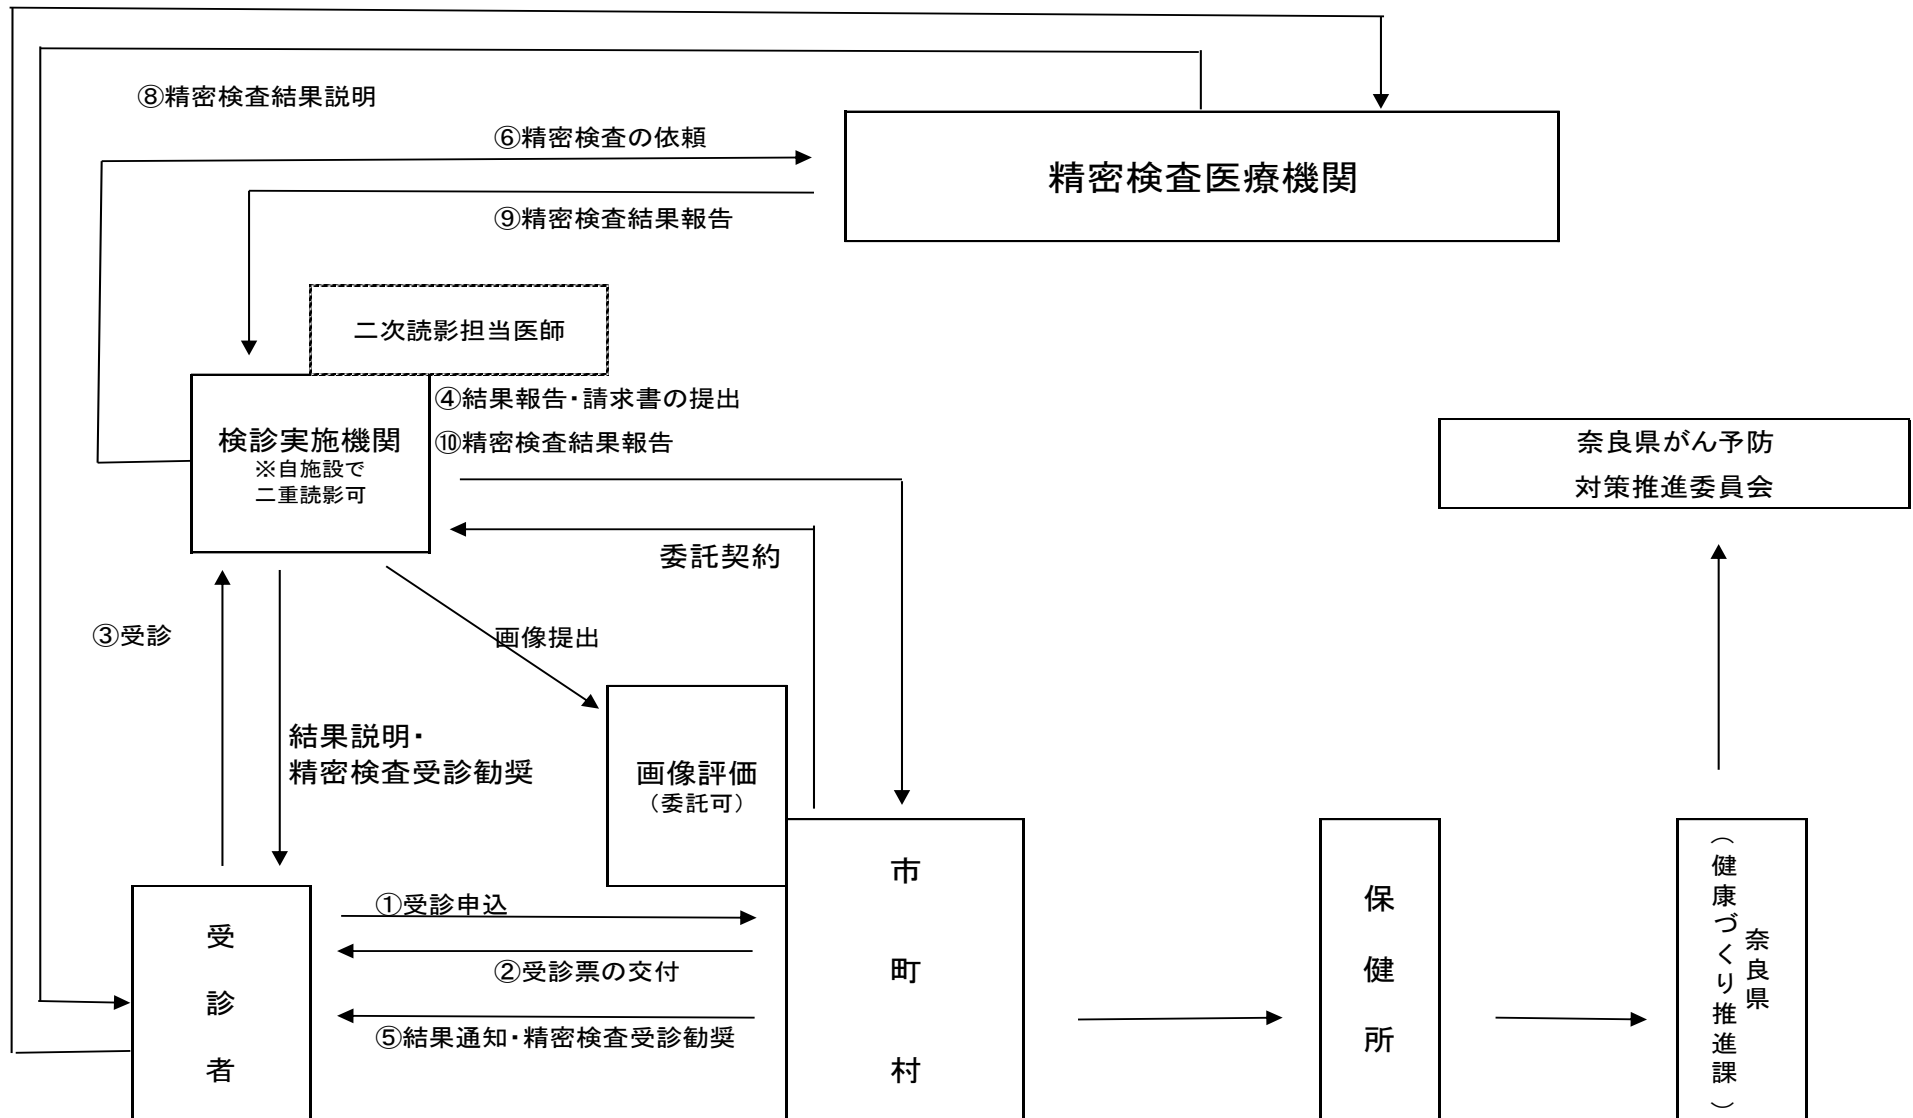 ⑧精密検査結果説明
⑥精密検査の依頼
精密検査医療機関
⑨精密検査結果報告
二次読影担当医師
④結果報告・請求書の提出
検診実施機関
※自施設で
二重読影可
⑩精密検査結果報告
奈良県がん予防
対策推進委員会
委託契約
③受診
画像提出
結果説明・
精密検査受診勧奨
画像評価
（委託可）
①受診申込
②受診票の交付
⑤結果通知・精密検査受診勧奨
受診者
市町村
保健所
奈良県
（健康づくり推進課）